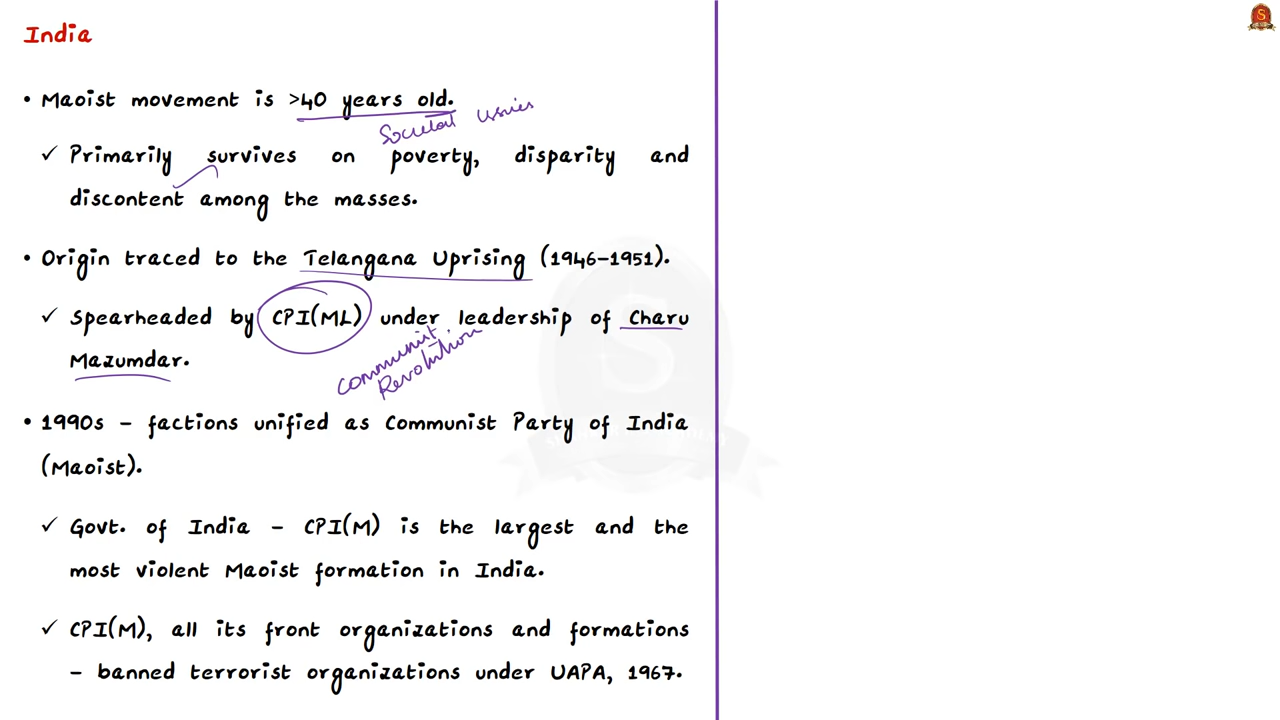 India
• Maoist movement is >40 years old.
Societal issues
✓ Primarily survives on poverty, disparity and
discontent among the masses.
• Origin traced to the Telangana Uprising (1946-1951).
✓ Spearheaded by CPI(ML) under leadership of Charu
Mazumdar.
Communist
Revolution
• 1990s - factions unified as Communist Party of India
(Maoist).
✓ Govt. of India - CPI(M) is the largest and the
most violent Maoist formation in India.
✓ CPI(M), all its front organizations and formations
- banned terrorist organizations under UAPA, 1967.